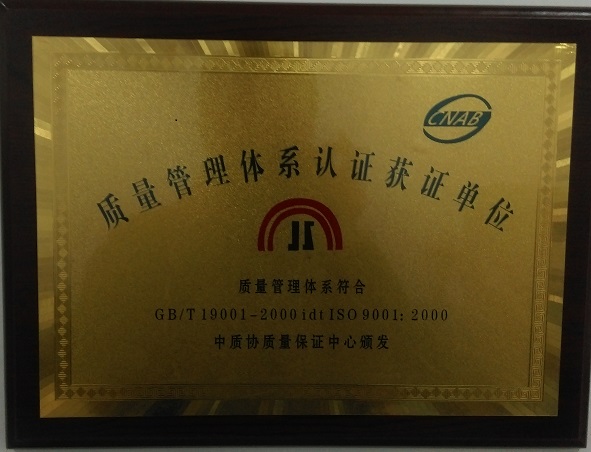 CNAB
质量管理体系认证获证单位
质量管理体系符合
GB/T 19001-2000 idt ISO 9001: 2000
中质协质量保证中心颁发